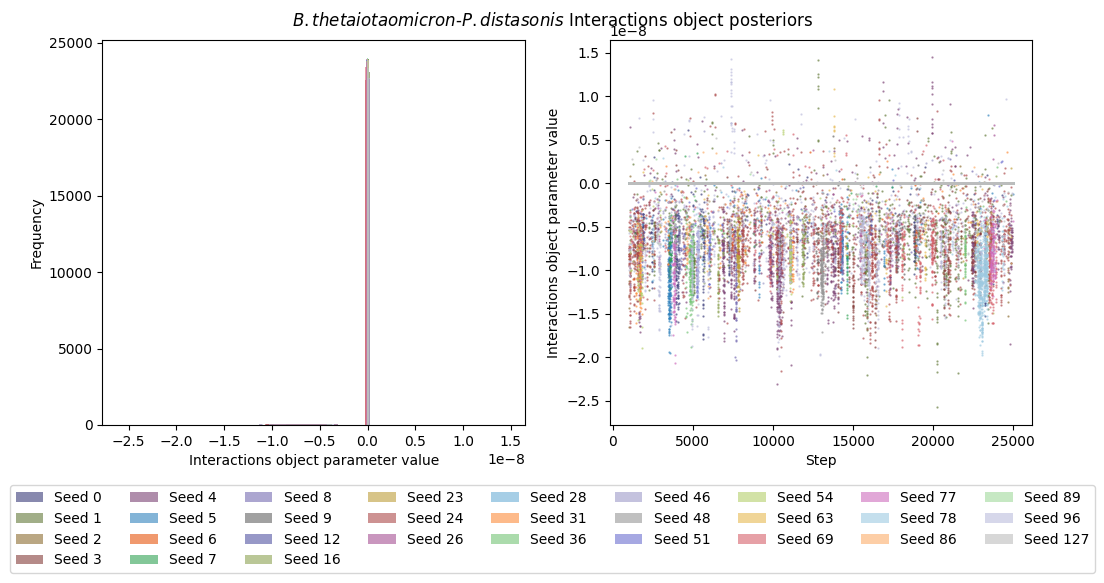 B.thetaiotaomicron-P.distasonis Interactions object posteriors
25000
20000
15000
10000
5000
0
Frequency
−2.5 −2.0 −1.5 −1.0 −0.5 0.0 0.5 1.0 1.5
1e−8
Interactions object parameter value
1e−8
1.5
1.0
0.5
0.0
−0.5
−1.0
−1.5
−2.0
−2.5
Interactions object parameter value
0 5000 10000 15000 20000 25000
Step
Seed 0 Seed 4 Seed 8 Seed 23 Seed 28 Seed 46 Seed 54 Seed 77 Seed 89
Seed 1 Seed 5 Seed 9 Seed 24 Seed 31 Seed 48 Seed 63 Seed 78 Seed 96
Seed 2 Seed 6 Seed 12 Seed 26 Seed 36 Seed 51 Seed 69 Seed 86 Seed 127
Seed 3 Seed 7 Seed 16